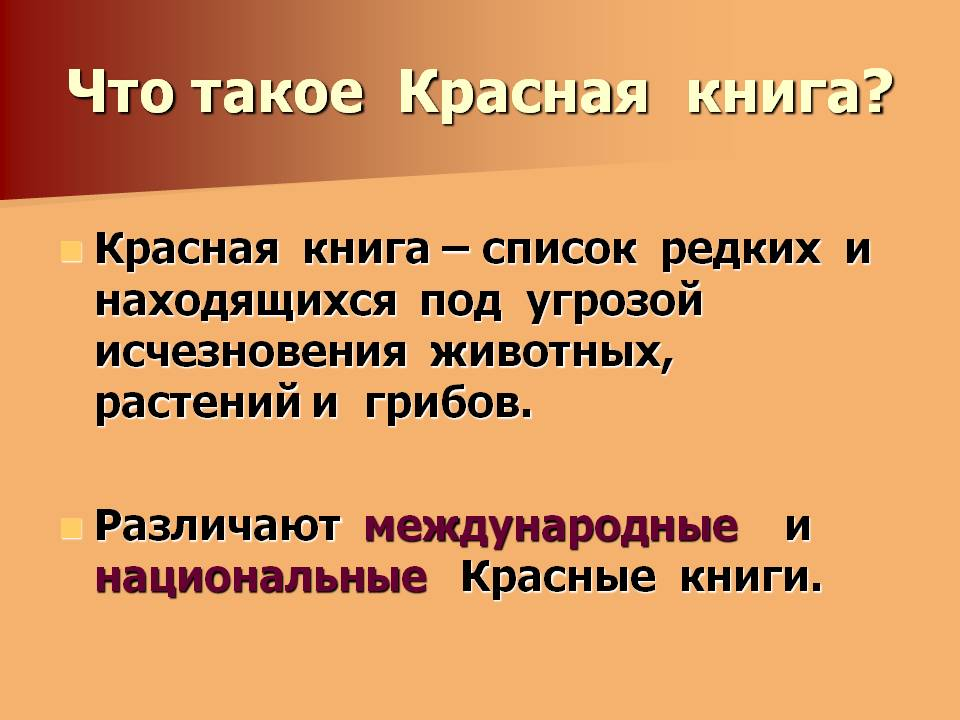 Что такое Красная книга?
Красная книга – список редких и
находящихся под угрозой
исчезновения животных,
растений и грибов.
Различают международные и
национальные Красные книги.